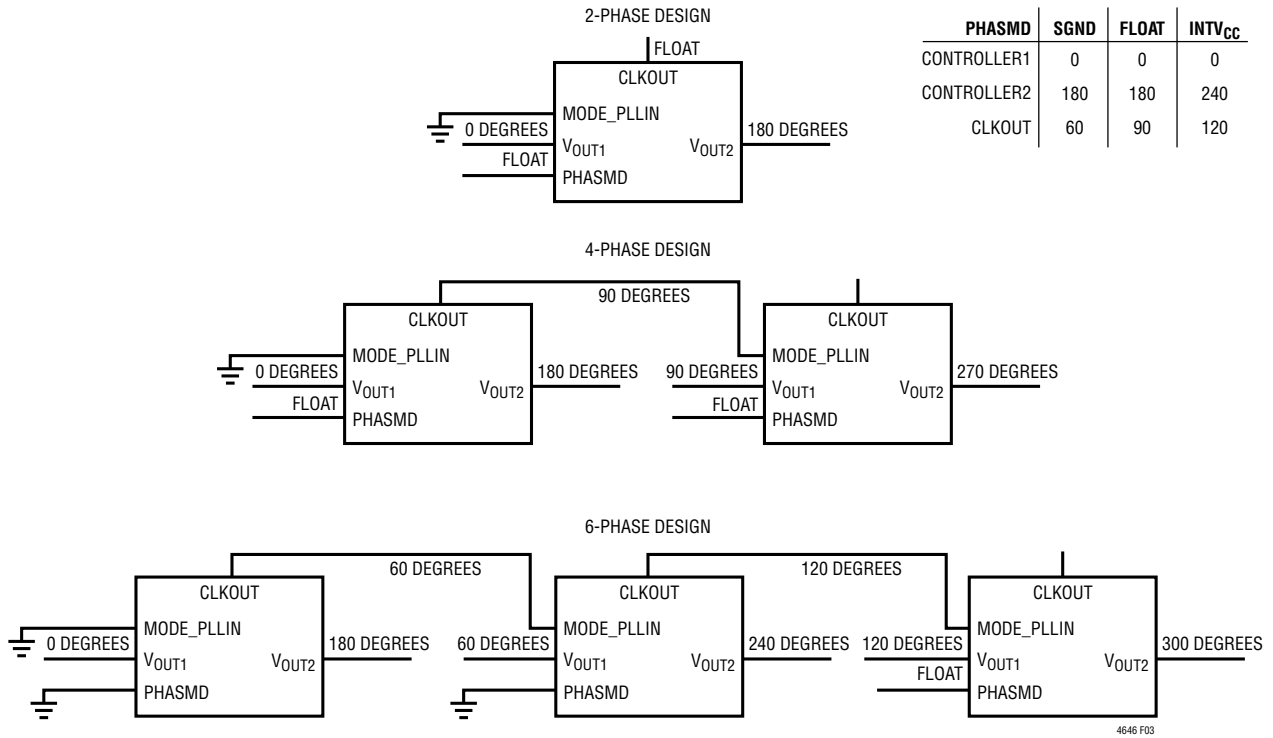 2-PHASE DESIGN
FLOAT
CLKOUT
MODE_PLLIN
0 DEGREES
VOUT1
VOUT2
180 DEGREES
FLOAT
PHASMD
PHASMD SGND FLOAT INTVCC
CONTROLLER1 0 0 0
CONTROLLER2 180 180 240
CLKOUT 60 90 120
4-PHASE DESIGN
90 DEGREES
CLKOUT
MODE_PLLIN
0 DEGREES
VOUT1
VOUT2
180 DEGREES
FLOAT
PHASMD
CLKOUT
MODE_PLLIN
90 DEGREES
VOUT1
VOUT2
270 DEGREES
FLOAT
PHASMD
6-PHASE DESIGN
60 DEGREES
120 DEGREES
CLKOUT
MODE_PLLIN
0 DEGREES
VOUT1
VOUT2
180 DEGREES
PHASMD
CLKOUT
MODE_PLLIN
60 DEGREES
VOUT1
VOUT2
240 DEGREES
PHASMD
CLKOUT
MODE_PLLIN
120 DEGREES
VOUT1
VOUT2
300 DEGREES
FLOAT
PHASMD
4646 F03